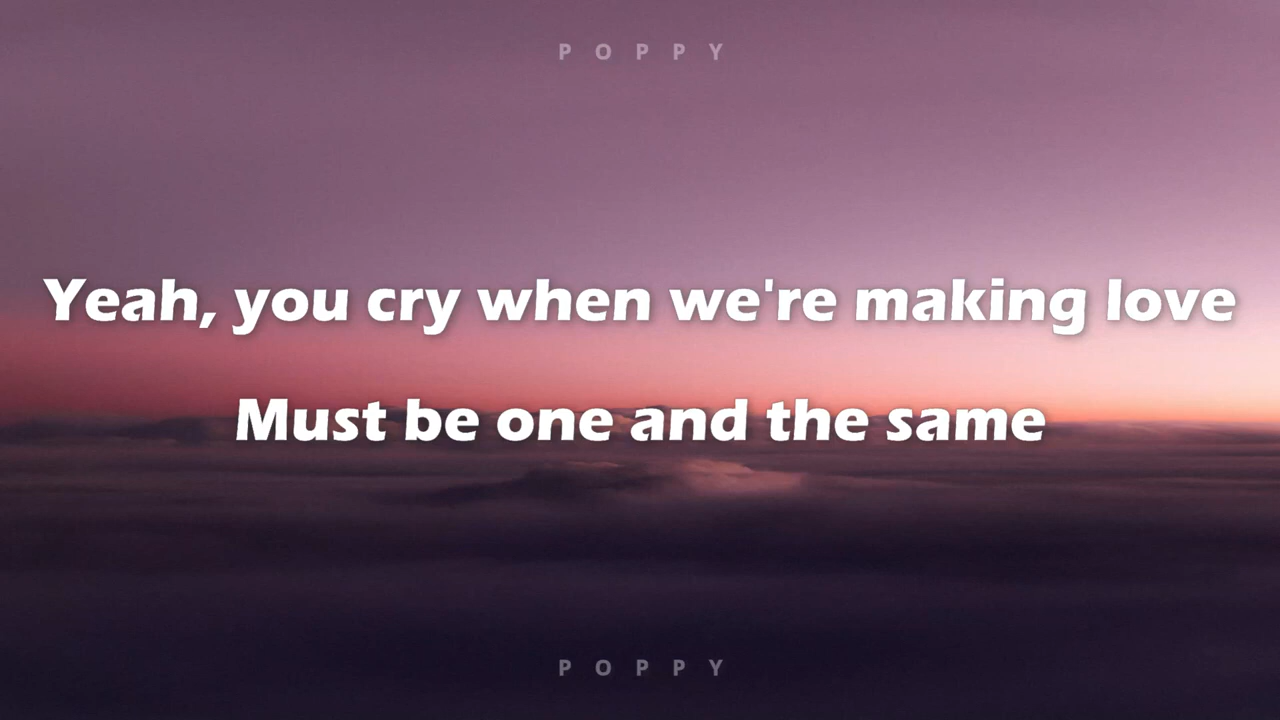 P O P P Y
Yeah, you cry when we're making love
Must be one and the same
P O P P Y